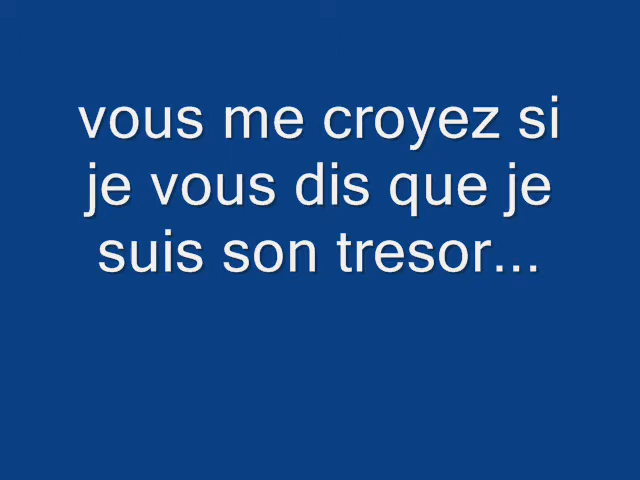 vous me croyez si
je vous dis que je
suis son tresor...